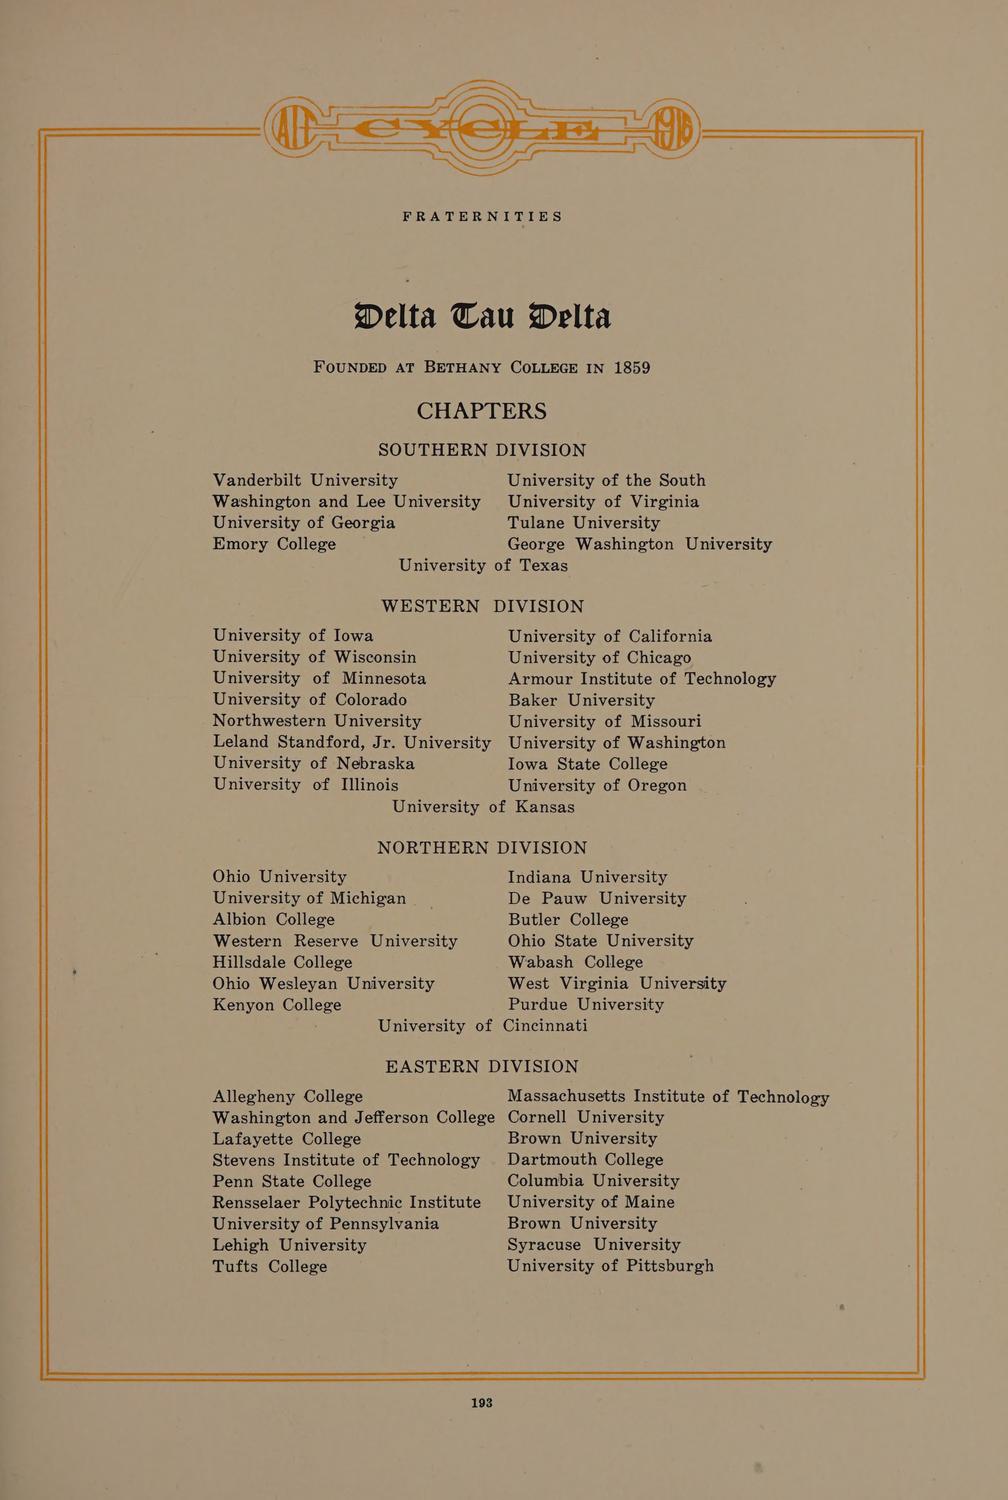 AIT CYCLE 1916
FRATERNITIES
Delta Tau Delta
FOUNDED AT BETHANY COLLEGE IN 1859
CHAPTERS
SOUTHERN DIVISION
Vanderbilt University
Washington and Lee University
University of Georgia
Emory College
University of the South
University of Virginia
Tulane University
George Washington University
University of Texas
WESTERN DIVISION
University of Iowa
University of Wisconsin
University of Minnesota
University of Colorado
Northwestern University
Leland Standford, Jr. University
University of Nebraska
University of Illinois
University of California
University of Chicago
Armour Institute of Technology
Baker University
University of Missouri
University of Washington
Iowa State College
University of Oregon
University of Kansas
NORTHERN DIVISION
Ohio University
University of Michigan
Albion College
Western Reserve University
Hillsdale College
Ohio Wesleyan University
Kenyon College
Indiana University
De Pauw University
Butler College
Ohio State University
Wabash College
West Virginia University
Purdue University
University of Cincinnati
EASTERN DIVISION
Allegheny College
Washington and Jefferson College
Lafayette College
Stevens Institute of Technology
Penn State College
Rensselaer Polytechnic Institute
University of Pennsylvania
Lehigh University
Tufts College
Massachusetts Institute of Technology
Cornell University
Brown University
Dartmouth College
Columbia University
University of Maine
Brown University
Syracuse University
University of Pittsburgh
193